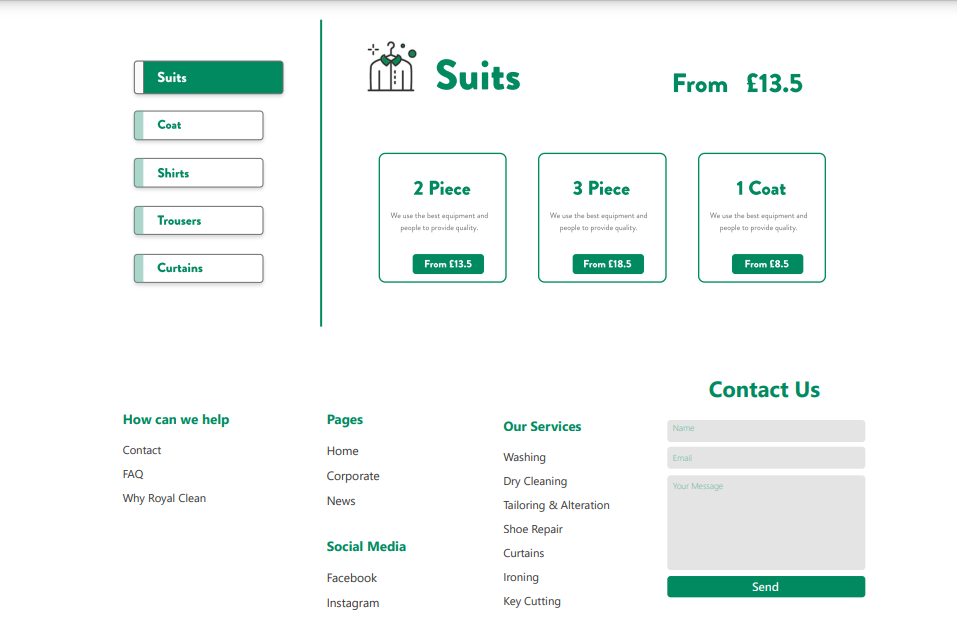 Suits
Coat
Shirts
Trousers
Curtains
Suits
From £13.5
2 Piece
We use the best equipment and
people to provide quality.
From £13.5
3 Piece
We use the best equipment and
people to provide quality.
From £18.5
1 Coat
We use the best equipment and
people to provide quality.
From £8.5
How can we help
Contact
FAQ
Why Royal Clean
Pages
Home
Corporate
News
Social Media
Facebook
Instagram
Our Services
Washing
Dry Cleaning
Tailoring & Alteration
Shoe Repair
Curtains
Ironing
Key Cutting
Contact Us
Name
Email
Your Message
Send